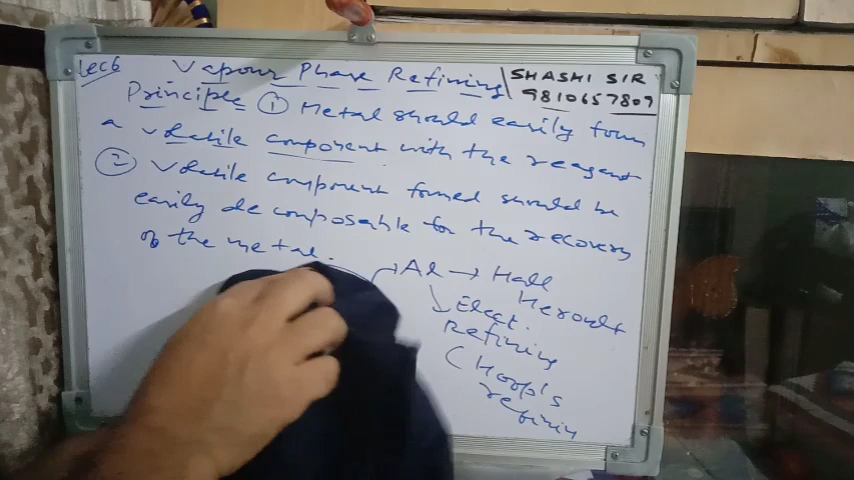 Lec6 Vapour Phase Refining
SHASHI SIR
9810657807
Principle ① Metal should easily form
a volatile component with the reagent
② Volatile component formed should be
easily decomposable for the recovery
of the metal.
Al → Hall
Heroult
↳ Elect.
Refining
( Hoop's
refining